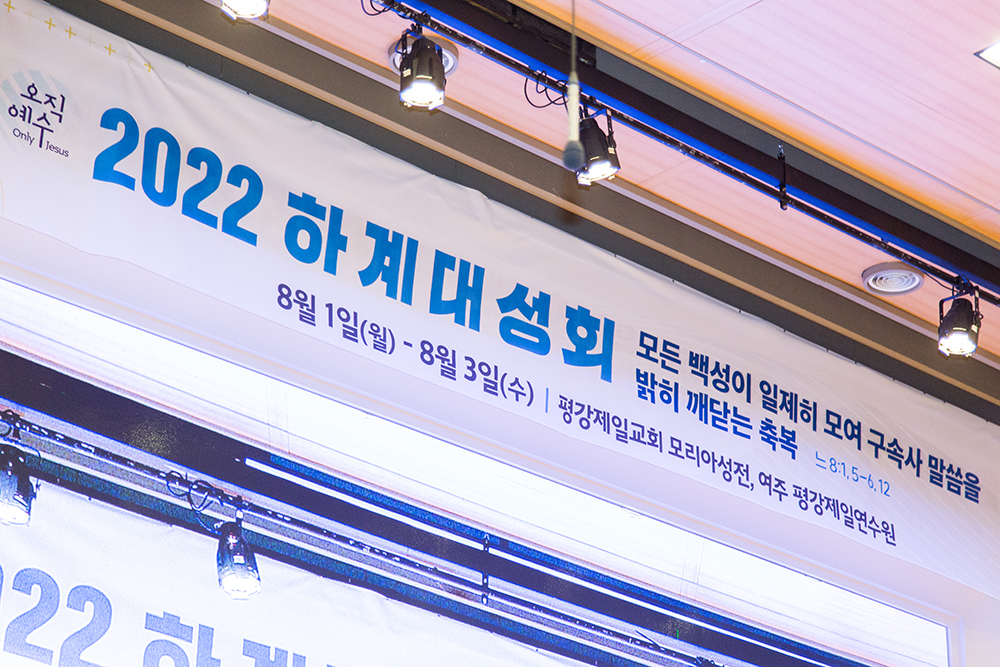 오직
예수
Only Jesus
2022 하계대성회
모든 백성이 일제히 모여 구속사 말씀을
밝히 깨닫는 축복 느8:1, 5-6, 12
8월 1일(월) - 8월 3일(수) | 평강제일교회 모리아성전, 여주 평강제일연수원
022 하계